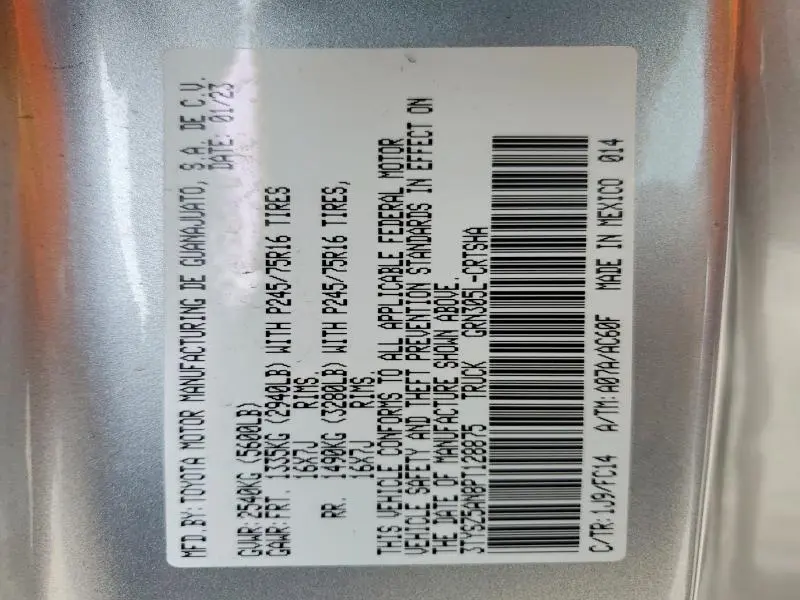 MFD.BY: TOYOTA MOTOR MANUFACTURING DE GUANAJUATO, S.A. DE C.V.
DATE: 01/23
GVWR: 2540KG (5600LB)
GAWR: FRT. 1335KG (2940LB) WITH P245/75R16 TIRES
16X7J RIMS.
RR. 1490KG (3280LB) WITH P245/75R16 TIRES,
16X7J RIMS.
THIS VEHICLE CONFORMS TO ALL APPLICABLE FEDERAL MOTOR
VEHICLE SAFETY AND THEFT PREVENTION STANDARDS IN EFFECT ON
THE DATE OF MANUFACTURE SHOWN ABOVE.
3TYSZ5AN0PT128875 TRUCK GRN305L-CRTSHA
C/TR: 1J9/FC14 A/TM: A07A/AC60F MADE IN MEXICO 014